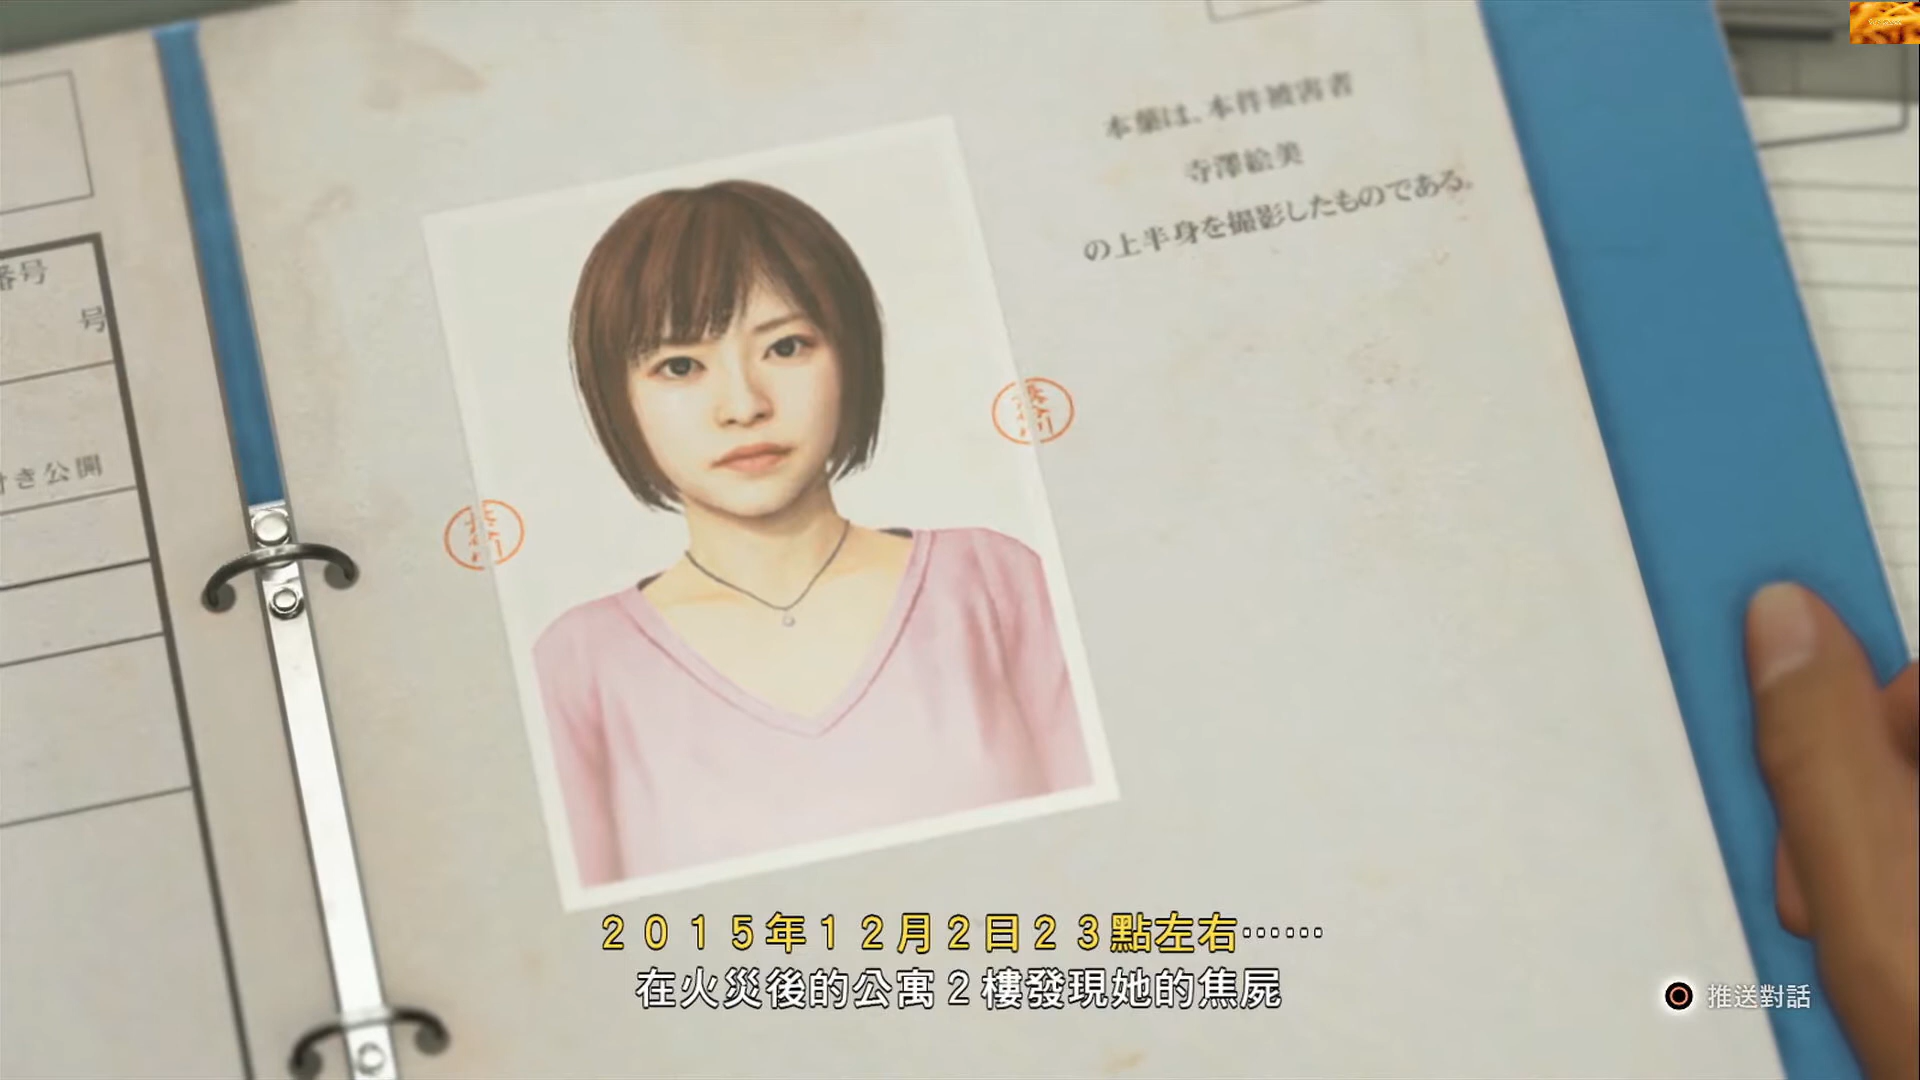 番号
号
き公開
本葉は、本件被害者
寺澤絵美
の上半身を撮影したものである。
２０１５年１２月２日２３點左右……
在火災後的公寓２樓發現她的焦屍
推送對話